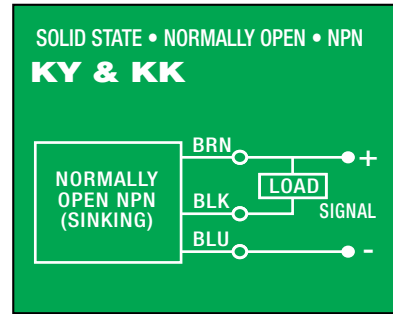 SOLID STATE • NORMALLY OPEN • NPN
KY & KK
BRN
+
NORMALLY
OPEN NPN
(SINKING)
LOAD
BLK
SIGNAL
BLU
-